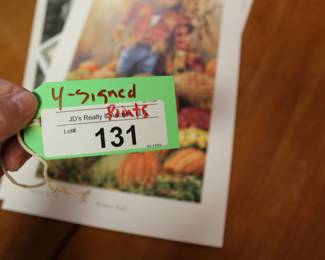 4-signed
Prints
JD's Realty &
Lot#:
131